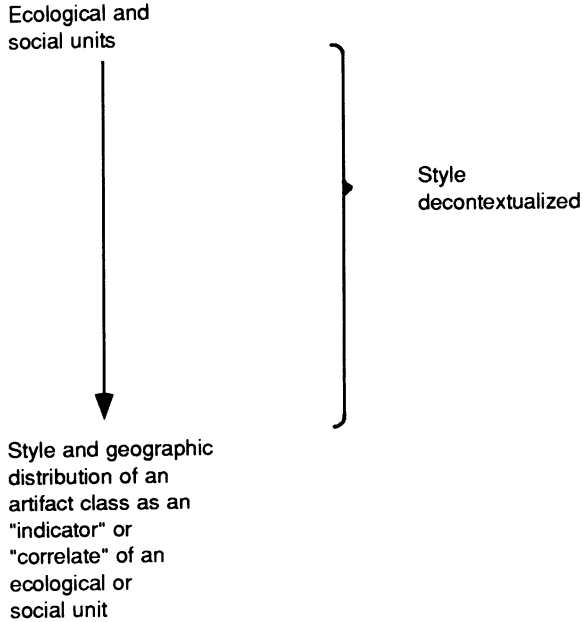 Ecological and
social units
Style
decontextualized
Style and geographic
distribution of an
artifact class as an
"indicator" or
"correlate" of an
ecological or
social unit